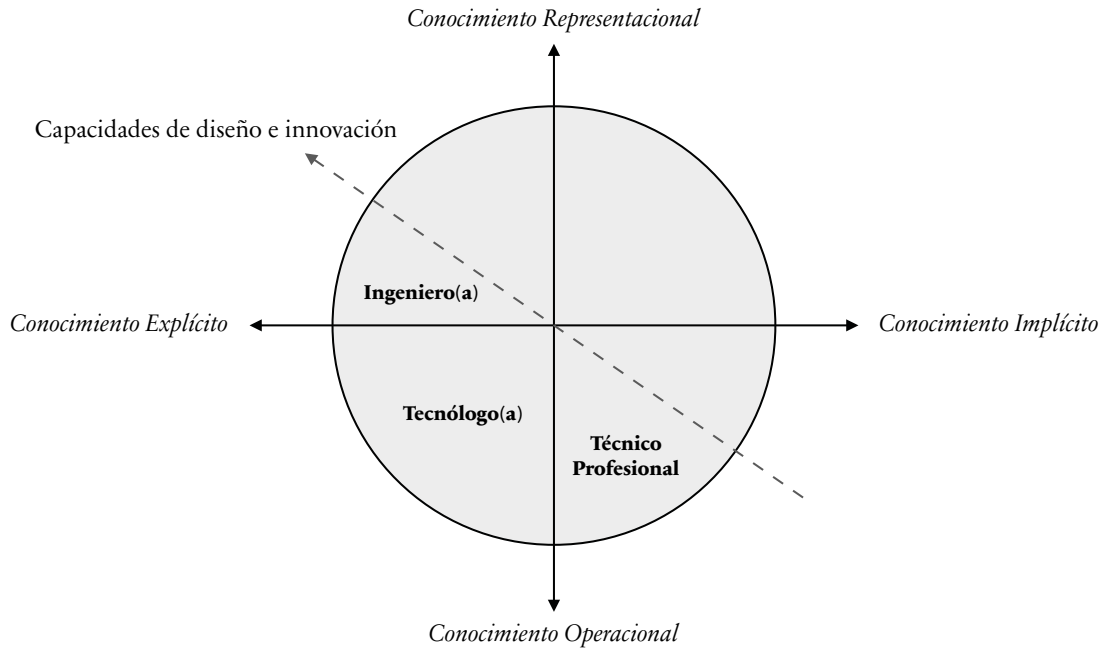 Conocimiento Representacional
Capacidades de diseño e innovación
Ingeniero(a)
Conocimiento Explícito
Conocimiento Implícito
Tecnólogo(a)
Técnico
Profesional
Conocimiento Operacional